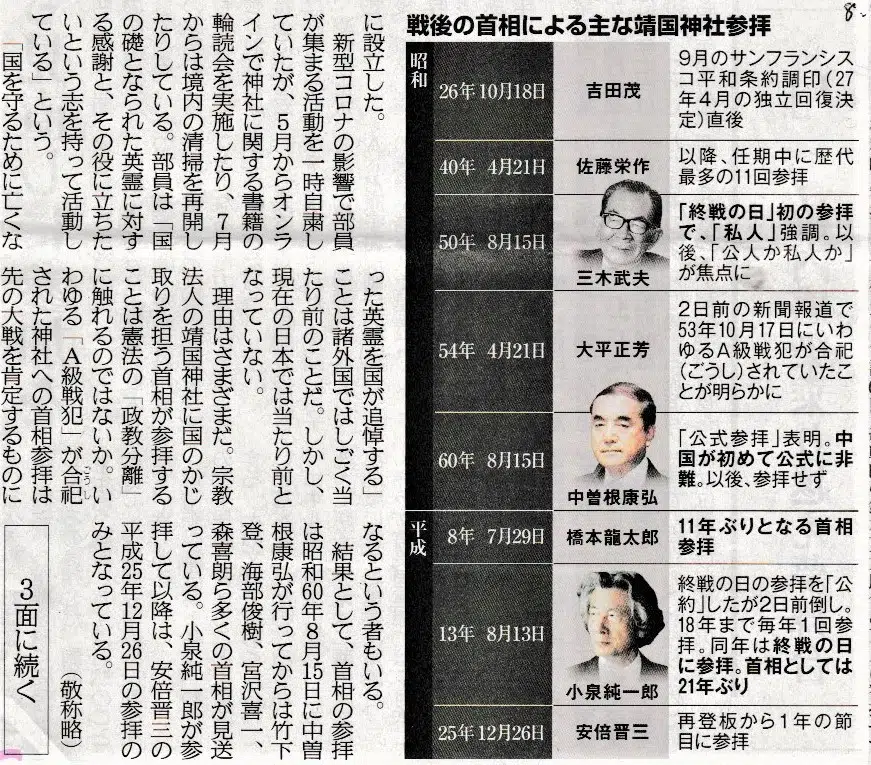 8-
戦後の首相による主な靖国神社参拝
昭和
26年10月18日
吉田茂
9月のサンフランシス
コ平和条約調印(27
年4月の独立回復決
定)直後
40年 4月21日
佐藤栄作
以降、任期中に歴代
最多の11回参拝
50年 8月15日
三木武夫
「終戦の日」初の参拝
で、「私人」強調。以
後、「公人か私人か」
が焦点に
54年 4月21日
大平正芳
2日前の新聞報道で
53年10月17日にいわ
ゆるA級戦犯が合祀
(ごうし)されていたこ
とが明らかに
60年 8月15日
中曽根康弘
「公式参拝」表明。中
国が初めて公式に非
難。以後、参拝せず
平成
8年 7月29日
橋本龍太郎
11年ぶりとなる首相
参拝
13年 8月13日
小泉純一郎
終戦の日の参拝を「公
約」したが2日前倒し。
18年まで毎年1回参
拝。同年は終戦の日
に参拝。首相としては
21年ぶり
25年12月26日
安倍晋三
再登板から1年の節
目に参拝
に設立した。
新型コロナの影響で部員
が集まる活動を一時自粛し
ていたが、５月からオンラ
インで神社に関する書籍の
輪読会を実施したり、７月
からは境内の清掃を再開し
たりしている。部員は「国
の礎となられた英霊に対す
る感謝と、その役に立ちた
いという志を持って活動し
ている」という。
「国を守るために亡くな
った英霊を国が追悼する」
ことは諸外国ではしごく当
たり前のことだ。しかし、
現在の日本では当たり前と
なっていない。
理由はさまざまだ。宗教
法人の靖国神社に国のかじ
取りを担う首相が参拝する
ことは憲法の「政教分離」
に触れるのではないか。い
わゆる「Ａ級戦犯」が合祀
ごうし
された神社への首相参拝は
先の大戦を肯定するものに
なるという者もいる。
結果として、首相の参拝
は昭和60年８月15日に中曽
根康弘が行ってからは竹下
登、海部俊樹、宮沢喜一、
森喜朗ら多くの首相が見送
っている。小泉純一郎が参
拝して以降は、安倍晋三の
平成25年12月26日の参拝の
みとなっている。
（敬称略）
３面に続く